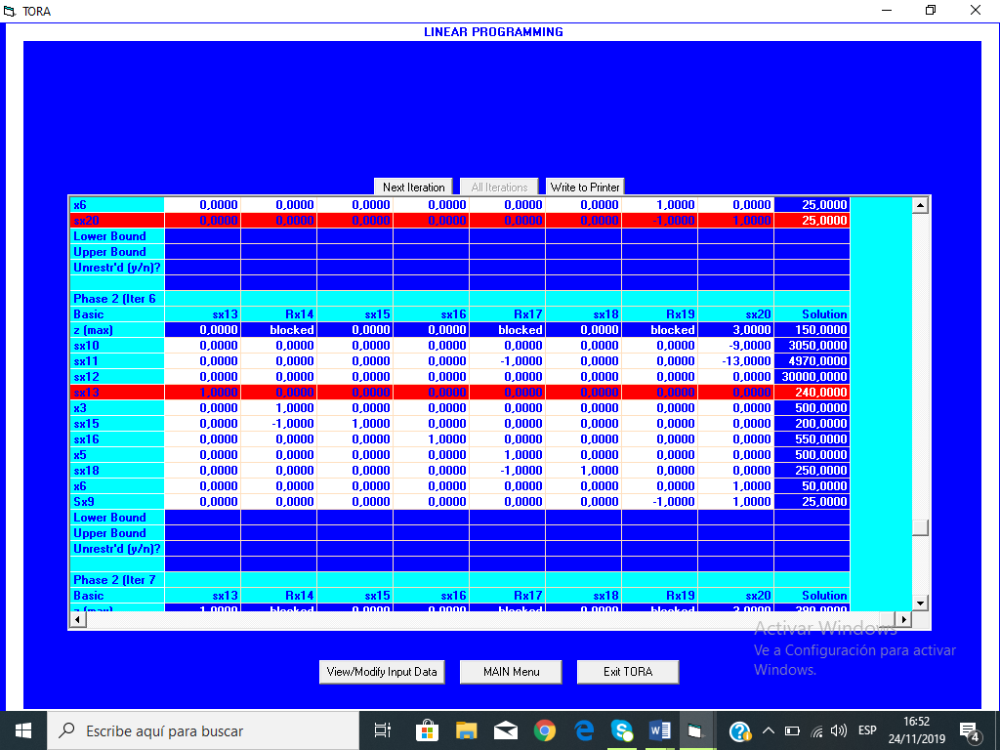 TORA
LINEAR PROGRAMMING
Next Iteration All Iterations Write to Printer
x6 0,0000 0,0000 0,0000 0,0000 0,0000 0,0000 1,0000 0,0000 25,0000
sx20 0,0000 0,0000 0,0000 0,0000 0,0000 0,0000 -1,0000 1,0000 25,0000
Lower Bound
Upper Bound
Unrestr'd (y/n)?
Phase 2 (Iter 6
Basic sx13 Rx14 sx15 sx16 Rx17 sx18 Rx19 sx20 Solution
z (max) 0,0000 blocked 0,0000 0,0000 blocked 0,0000 blocked 3,0000 150,0000
sx10 0,0000 0,0000 0,0000 0,0000 0,0000 0,0000 0,0000 -9,0000 3050,0000
sx11 0,0000 0,0000 0,0000 0,0000 -1,0000 0,0000 0,0000 -13,0000 4970,0000
sx12 0,0000 0,0000 0,0000 0,0000 0,0000 0,0000 0,0000 0,0000 30000,0000
sx13 1,0000 0,0000 0,0000 0,0000 0,0000 0,0000 0,0000 0,0000 240,0000
x3 0,0000 1,0000 0,0000 0,0000 0,0000 0,0000 0,0000 0,0000 500,0000
sx15 0,0000 -1,0000 1,0000 0,0000 0,0000 0,0000 0,0000 0,0000 200,0000
sx16 0,0000 0,0000 0,0000 1,0000 0,0000 0,0000 0,0000 0,0000 550,0000
x5 0,0000 0,0000 0,0000 0,0000 1,0000 0,0000 0,0000 0,0000 500,0000
sx18 0,0000 0,0000 0,0000 0,0000 -1,0000 1,0000 0,0000 0,0000 250,0000
x6 0,0000 0,0000 0,0000 0,0000 0,0000 0,0000 0,0000 1,0000 50,0000
Sx9 0,0000 0,0000 0,0000 0,0000 0,0000 0,0000 -1,0000 1,0000 25,0000
Lower Bound
Upper Bound
Unrestr'd (y/n)?
Phase 2 (Iter 7
Basic sx13 Rx14 sx15 sx16 Rx17 sx18 Rx19 sx20 Solution
z (max) 1,0000 blocked 0,0000 0,0000 blocked 0,0000 blocked 3,0000 390,0000
Activar Windows
Ve a Configuración para activar
Windows.
View/Modify Input Data MAIN Menu Exit TORA
Escribe aquí para buscar
ESP
16:52
24/11/2019
4